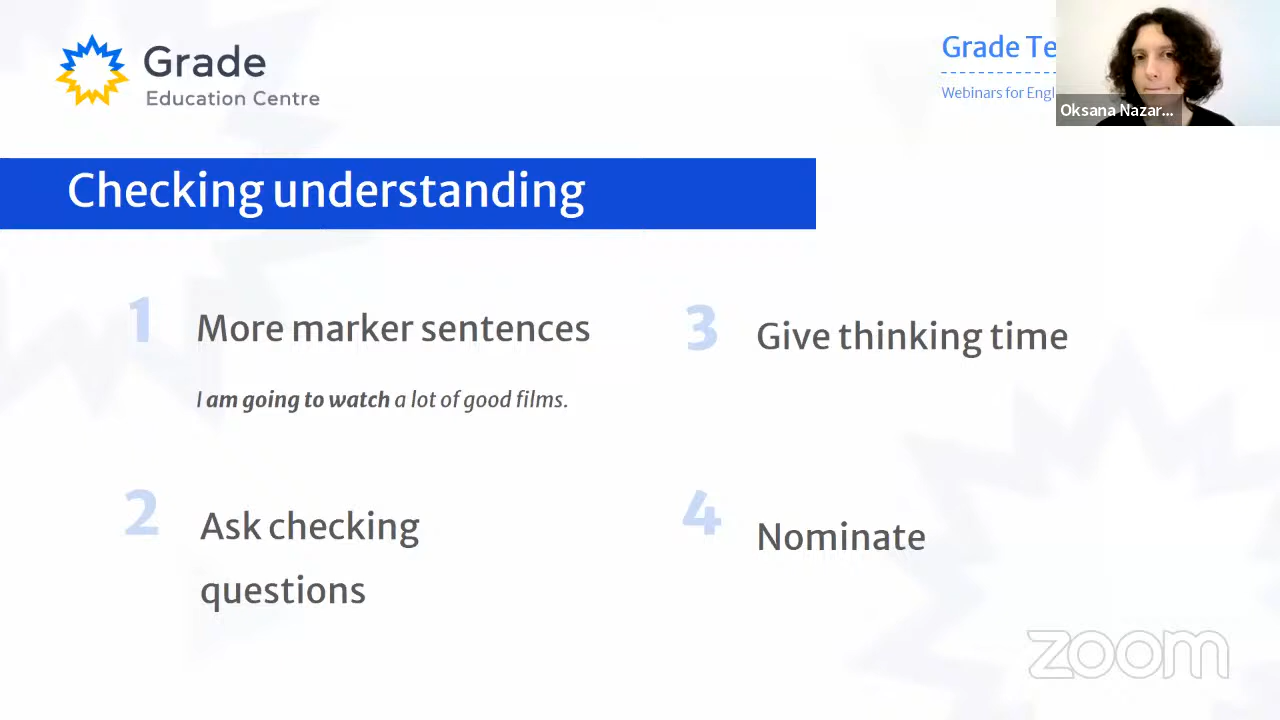 Grade
Education Centre
Grade Te
Webinars for Engl
Oksana Nazar...
Checking understanding
1
More marker sentences
I am going to watch a lot of good films.
2
Ask checking
questions
3
Give thinking time
4
Nominate
zoom